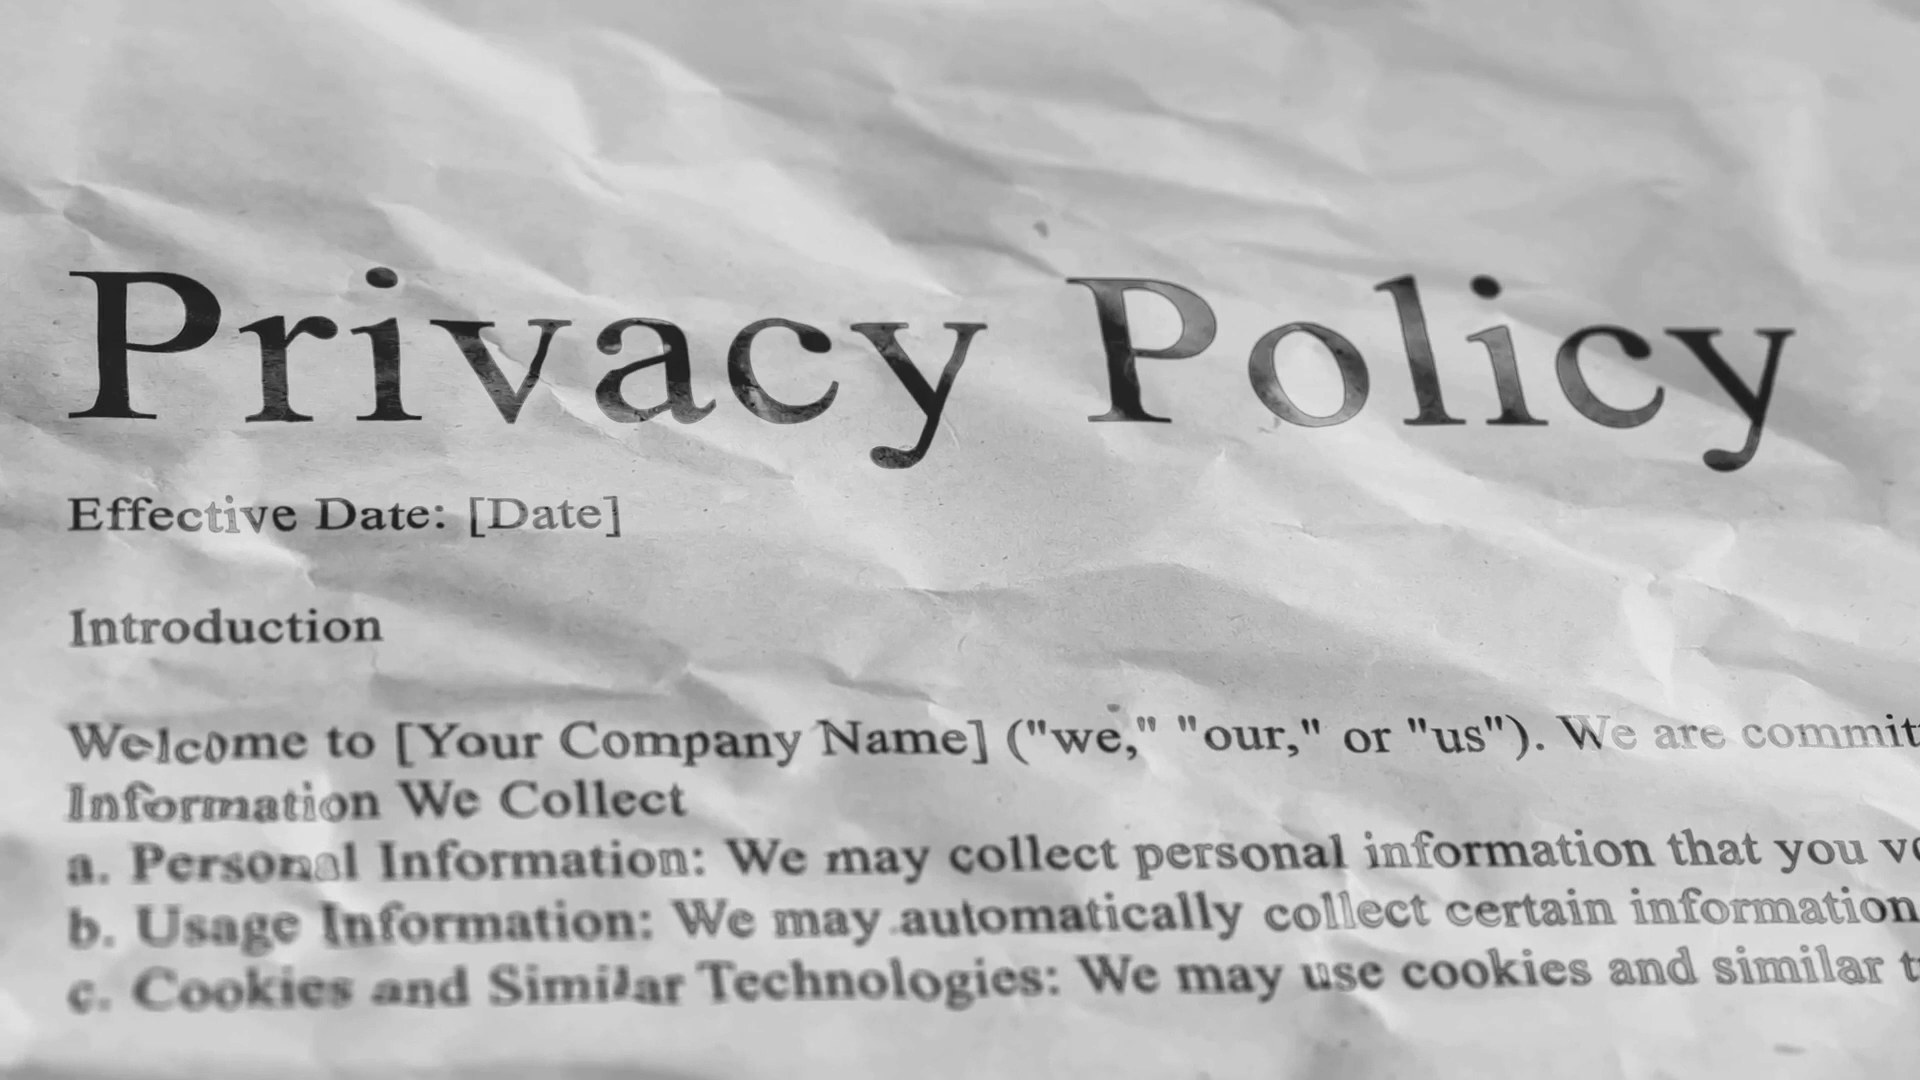 Privacy Policy
Effective Date: [Date]
Introduction
Welcome to [Your Company Name] ("we," "our," or "us"). We are commit
Information We Collect
a. Personal Information: We may collect personal information that you vo
b. Usage Information: We may automatically collect certain information
c. Cookies and Similar Technologies: We may use cookies and similar t